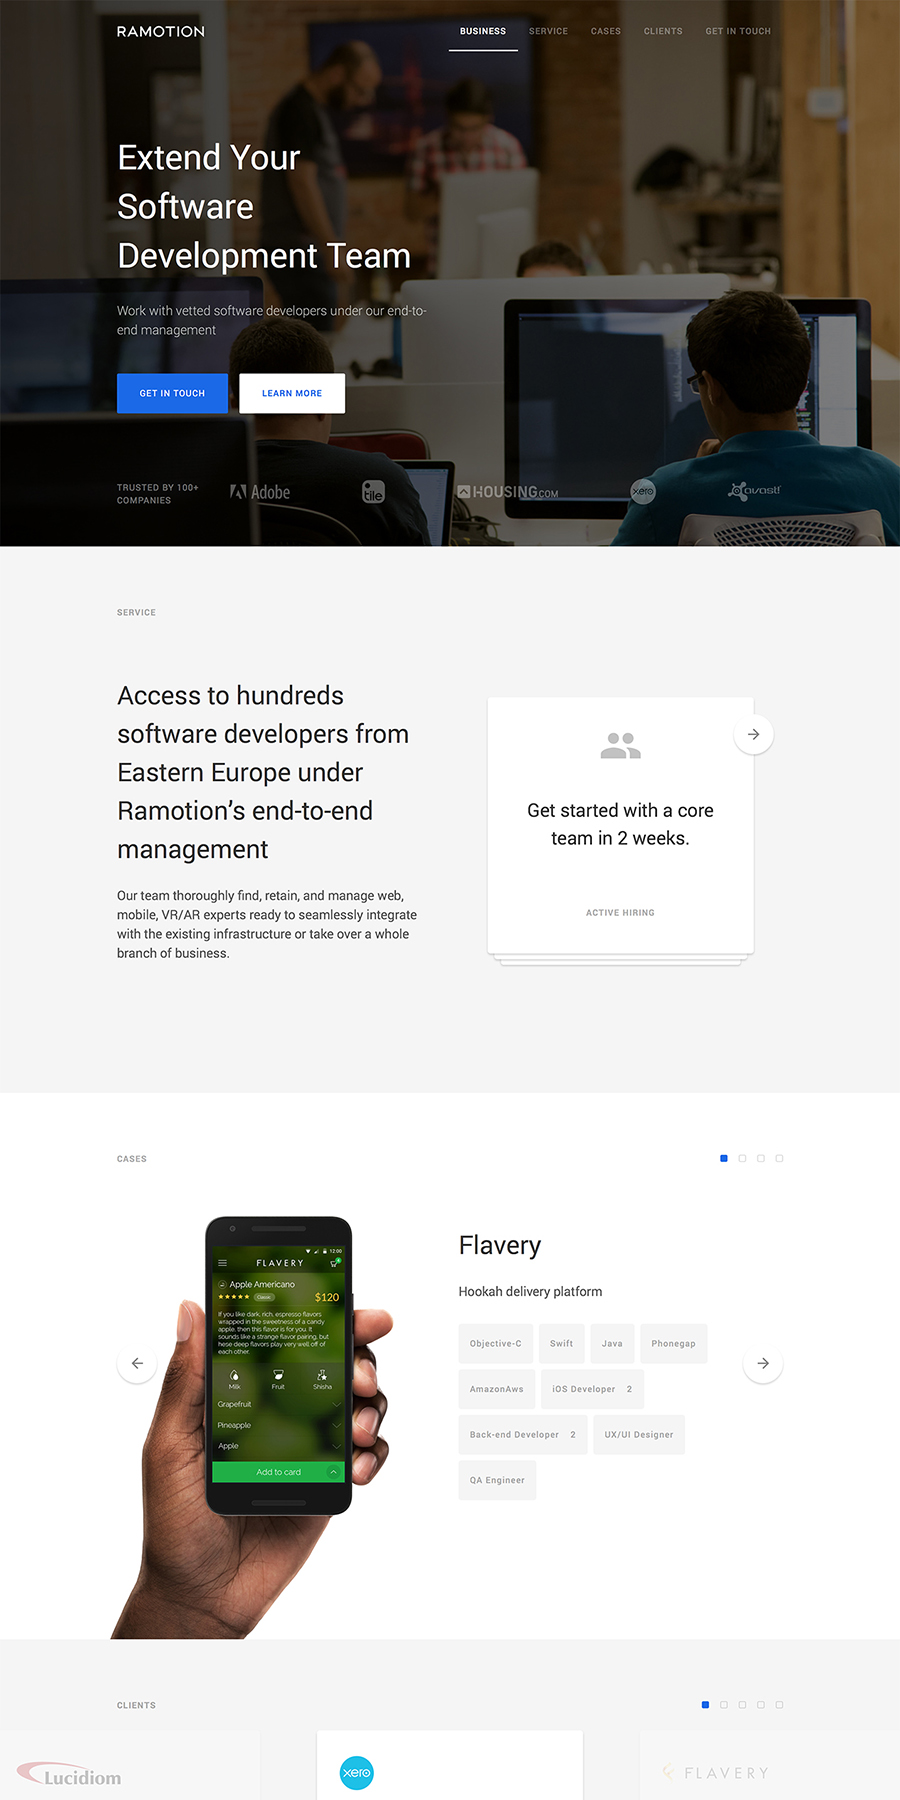 RAMOTION
BUSINESS SERVICE CASES CLIENTS GET IN TOUCH
Extend Your
Software
Development Team
Work with vetted software developers under our end-to-
end management
GET IN TOUCH LEARN MORE
TRUSTED BY 100+
COMPANIES
Adobe tile HOUSING.COM xero avast!
SERVICE
Access to hundreds
software developers from
Eastern Europe under
Ramotion’s end-to-end
management
Our team thoroughly find, retain, and manage web,
mobile, VR/AR experts ready to seamlessly integrate
with the existing infrastructure or take over a whole
branch of business.
Get started with a core
team in 2 weeks.
ACTIVE HIRING
CASES
12:00
FLAVERY
Apple Americano
Classic
$120
If you like dark, rich, espresso flavors
wrapped in the sweetness of a candy
apple, then this flavor is for you. It
sounds like a strange flavor pairing, but
hese deep flavors play very well off of
each other.
Milk Fruit Shisha
Grapefruit
Pineapple
Apple
Add to card
Flavery
Hookah delivery platform
Objective-C Swift Java Phonegap
AmazonAws iOS Developer 2
Back-end Developer 2 UX/UI Designer
QA Engineer
CLIENTS
Lucidiom xero FLAVERY